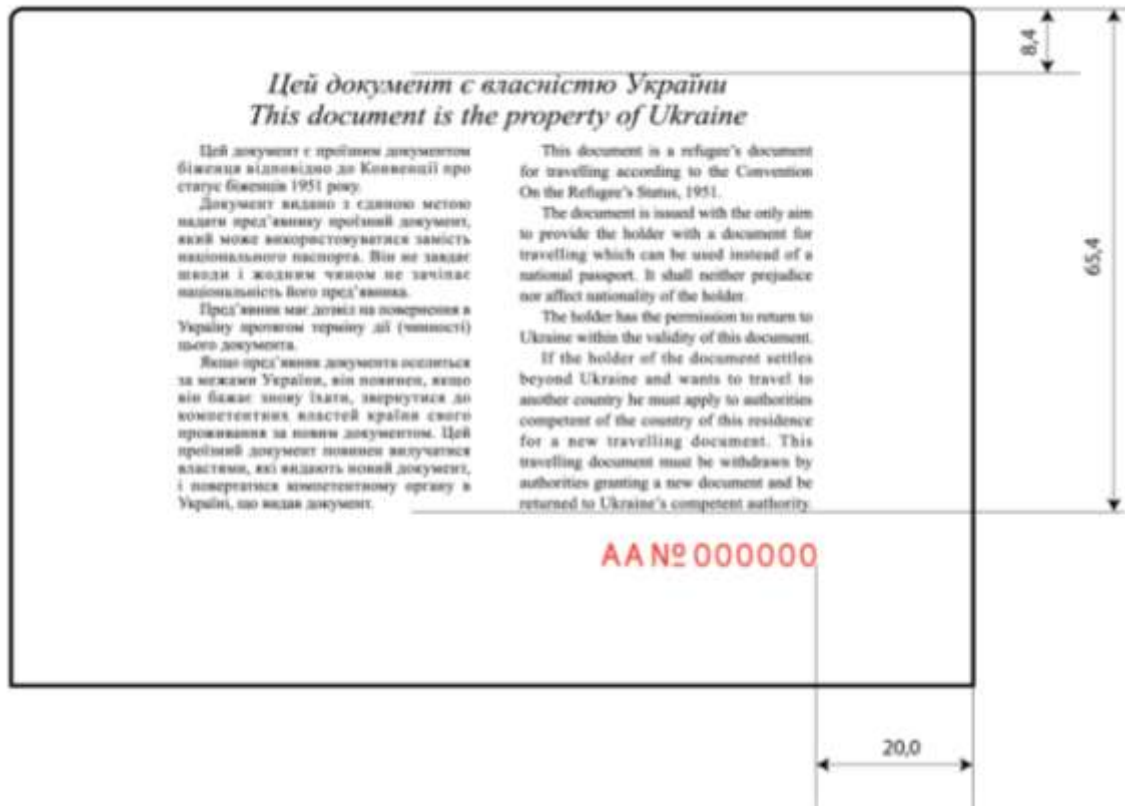 8,4
Цей документ є власністю України
This document is the property of Ukraine
Цей документ є проїзним документом
біженця відповідно до Конвенції про
статус біженців 1951 року.
Документ видано з єдиною метою
надати пред’явнику проїзний документ,
який може використовуватися замість
національного паспорта. Він не завдає
шкоди і жодним чином не зачіпає
національність його пред’явника.
Пред’явник має дозвіл на повернення в
Україну протягом терміну дії (чинності)
цього документа.
Якщо пред’явник документа оселиться
за межами України, він повинен, якщо
він бажає знову їхати, звернутися до
компетентних властей країни свого
проживання за новим документом. Цей
проїзний документ повинен вилучатися
властями, які видають новий документ,
і повертатися компетентному органу в
Україні, що видав документ.
This document is a refugee’s document
for travelling according to the Convention
On the Refugee’s Status, 1951.
The document is issued with the only aim
to provide the holder with a document for
travelling which can be used instead of a
national passport. It shall neither prejudice
nor affect nationality of the holder.
The holder has the permission to return to
Ukraine within the validity of this document.
If the holder of the document settles
beyond Ukraine and wants to travel to
another country he must apply to authorities
competent of the country of this residence
for a new travelling document. This
travelling document must be withdrawn by
authorities granting a new document and be
returned to Ukraine’s competent authority.
65,4
AA № 000000
20,0